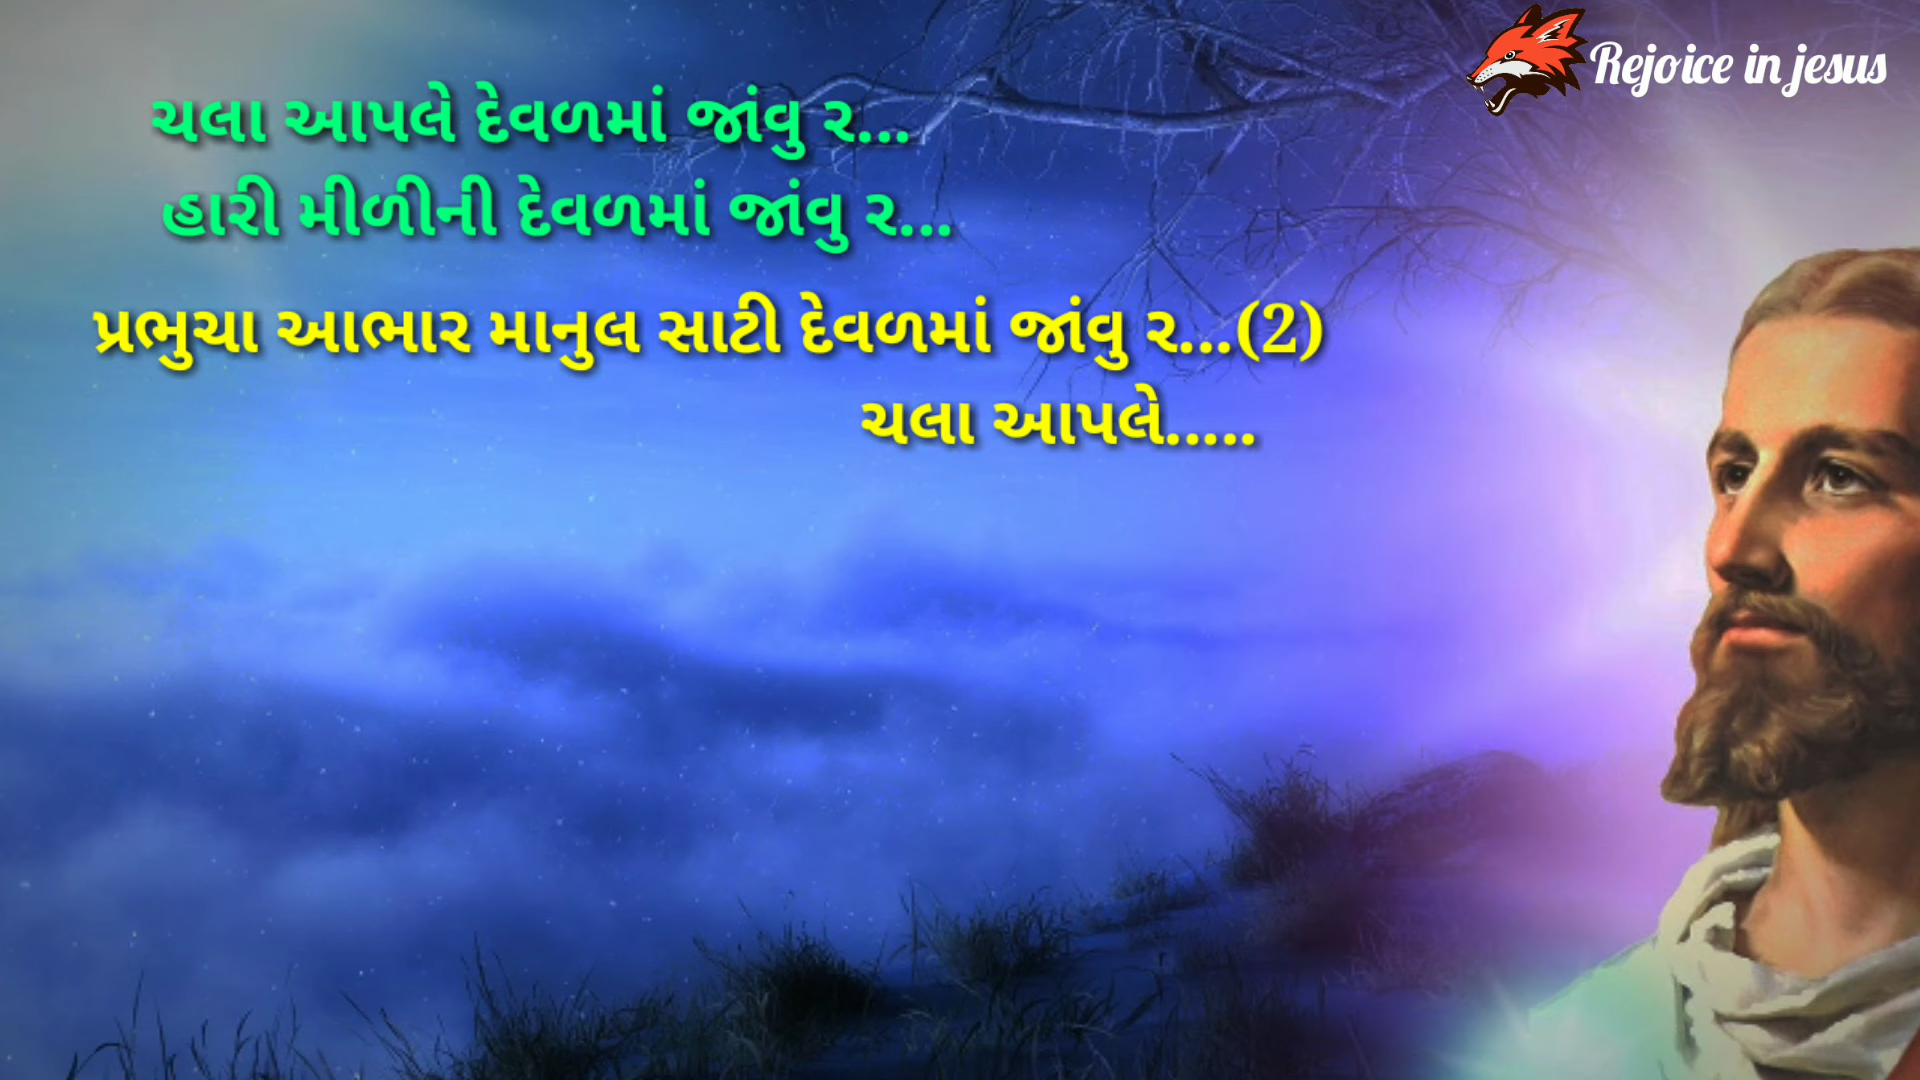 Rejoice in jesus
ચલા આપલે દેવળમાં જાંવુ ર...
હારી મીળીની દેવળમાં જાંવુ ર...
પ્રભુચા આભાર માનુલ સાટી દેવળમાં જાંવુ ર...(2)
ચલા આપલે.....